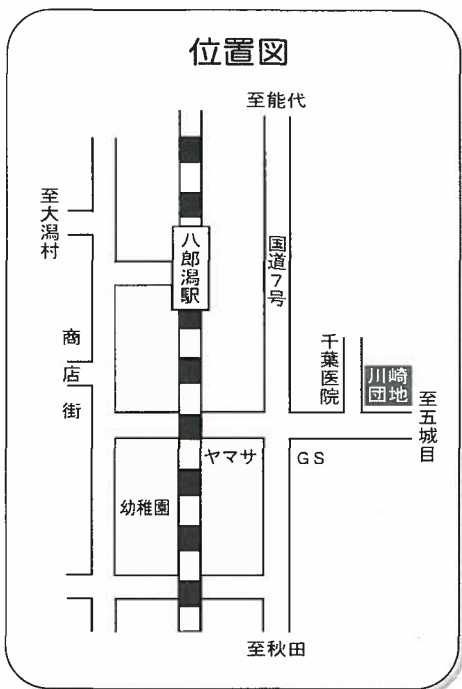 位置図
至能代
至大潟村
八郎潟駅
国道7号
商店街
千葉医院
川崎
団地
至五城目
ヤマサ
GS
幼稚園
至秋田